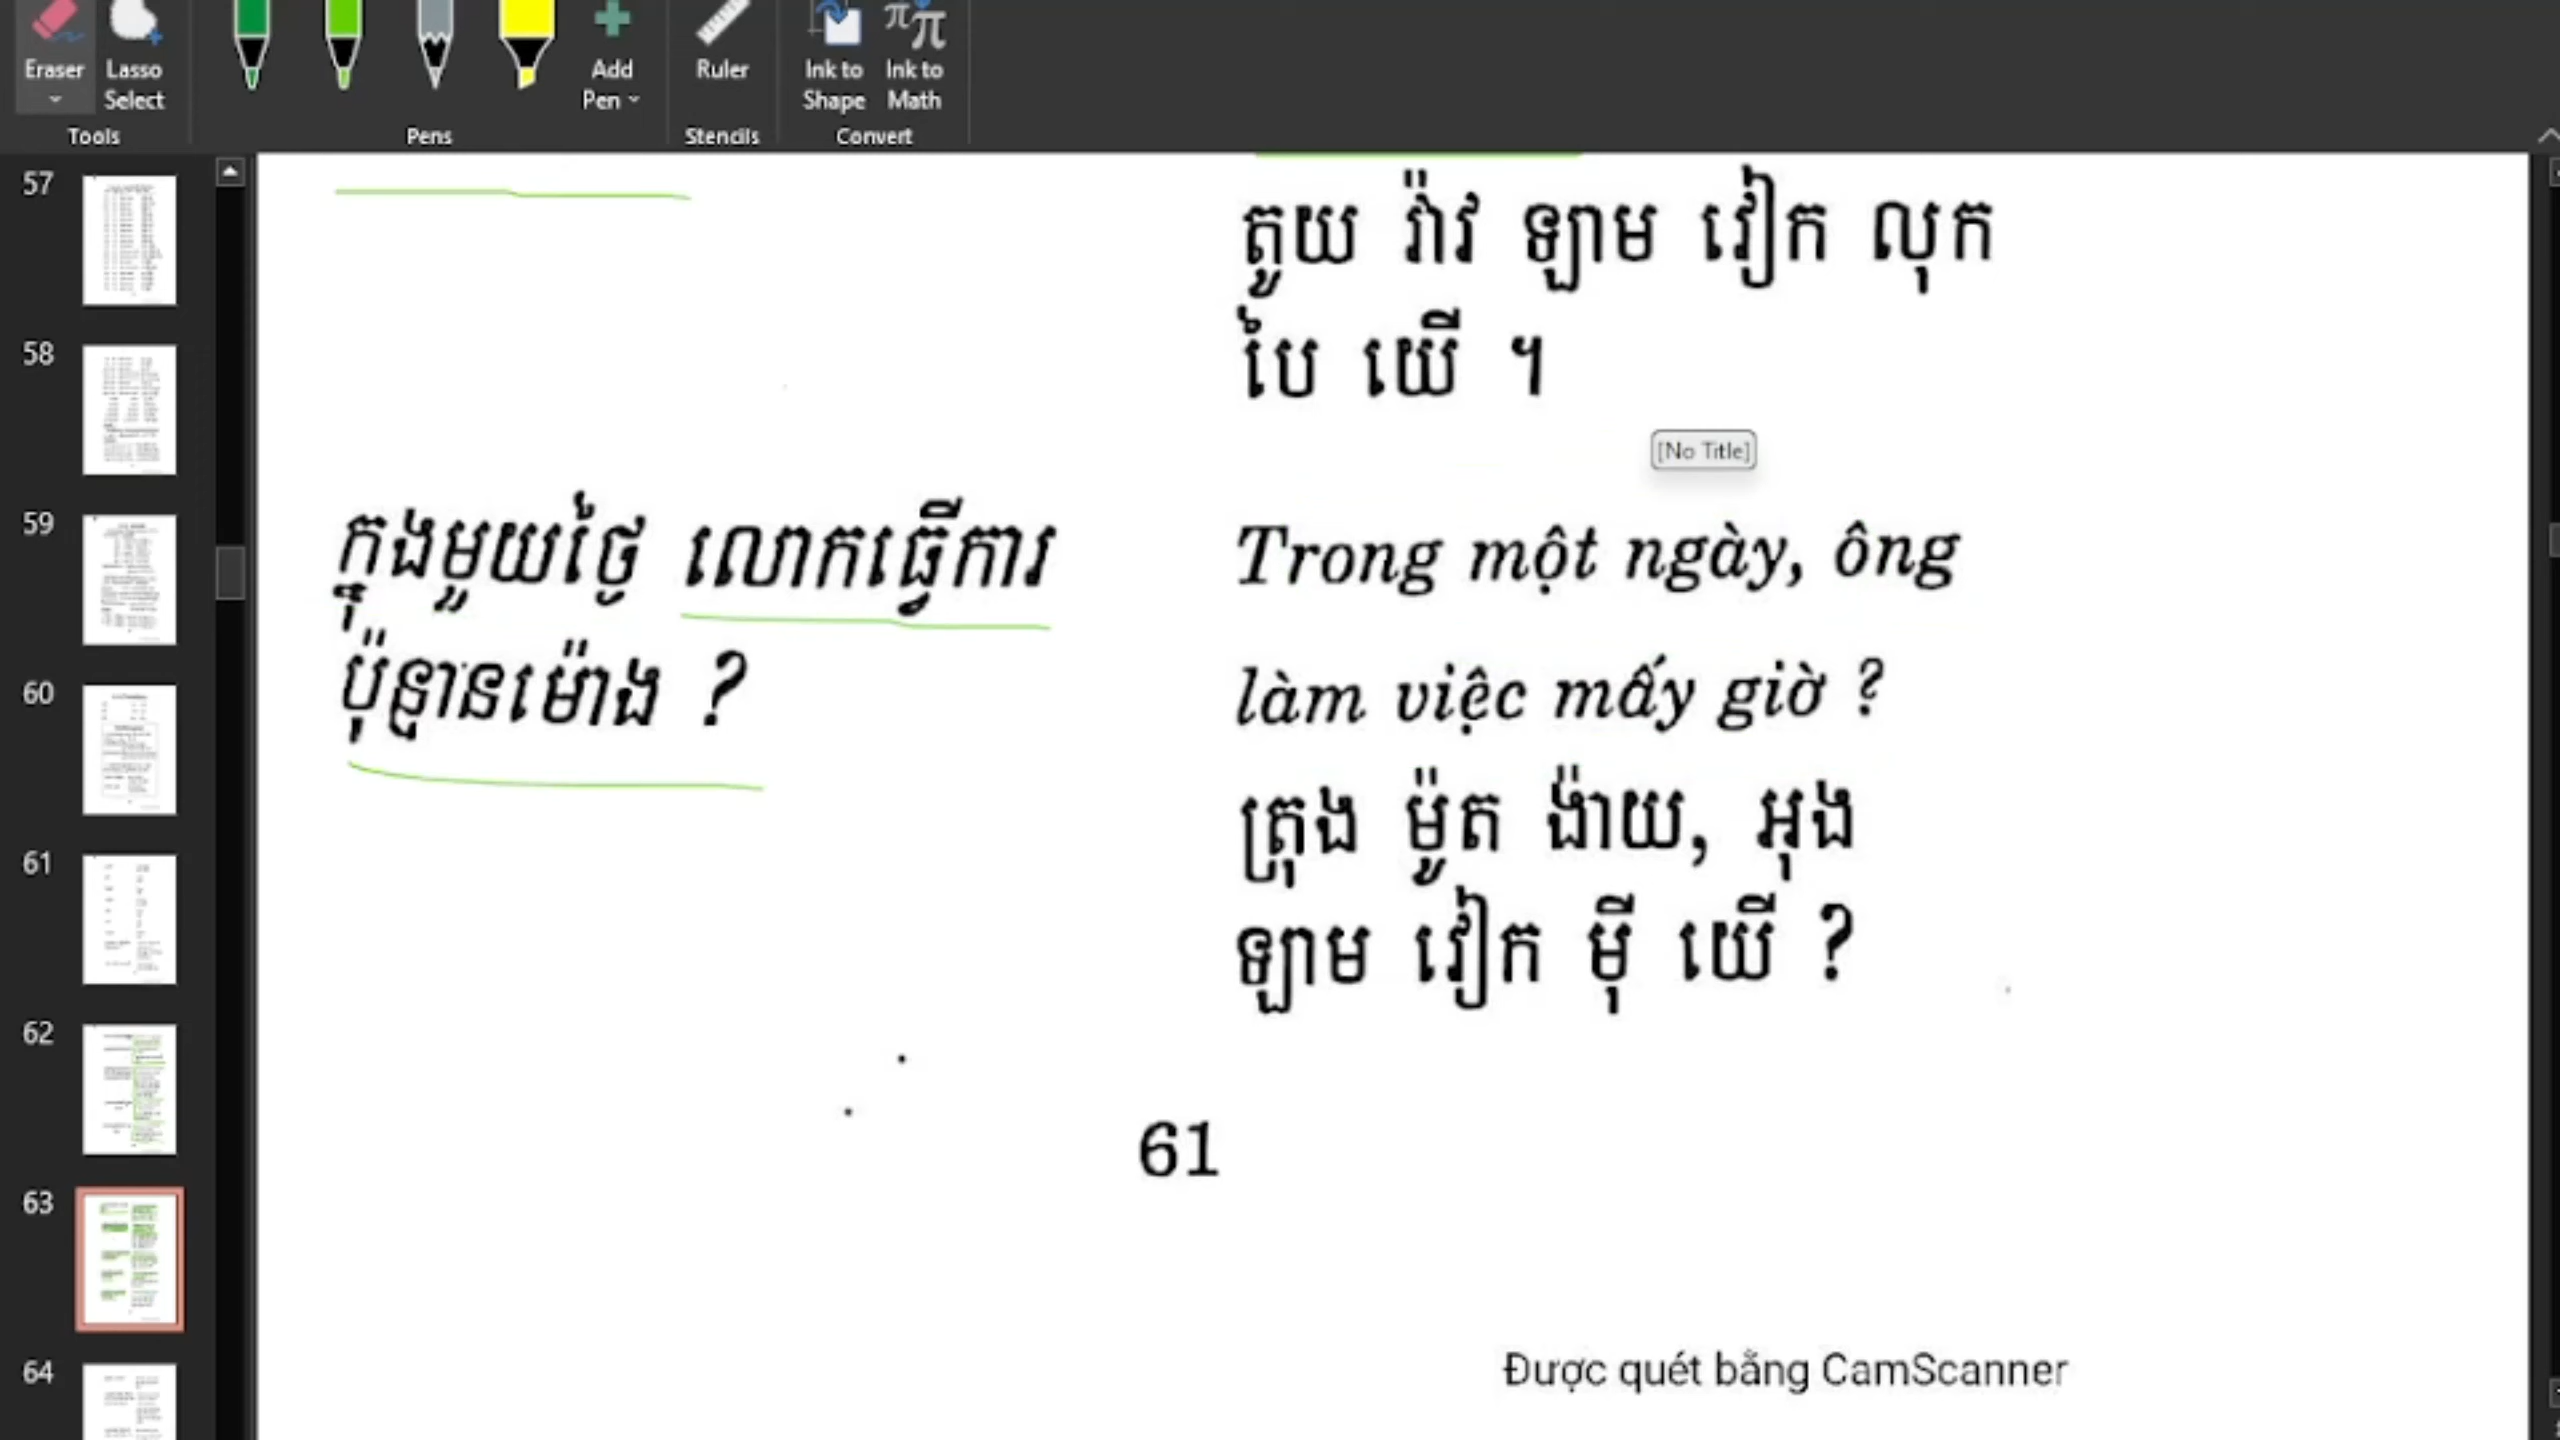 Eraser
Lasso
Select
Add
Pen
Ruler
Ink to
Shape
Ink to
Math
Tools
Pens
Stencils
Convert
57
58
59
60
61
62
63
64
តូយ វ៉ាវ ឡាម វៀក លុក
បៃ យើ ។
[No Title]
ក្នុងមួយថ្ងៃ លោកធ្វើការ
ប៉ុន្មានម៉ោង ?
Trong một ngày, ông
làm việc mấy giờ ?
ត្រុង ម៉ូត ង៉ាយ, អុង
ឡាម វៀក ម៉ី យើ ?
61
Được quét bằng CamScanner